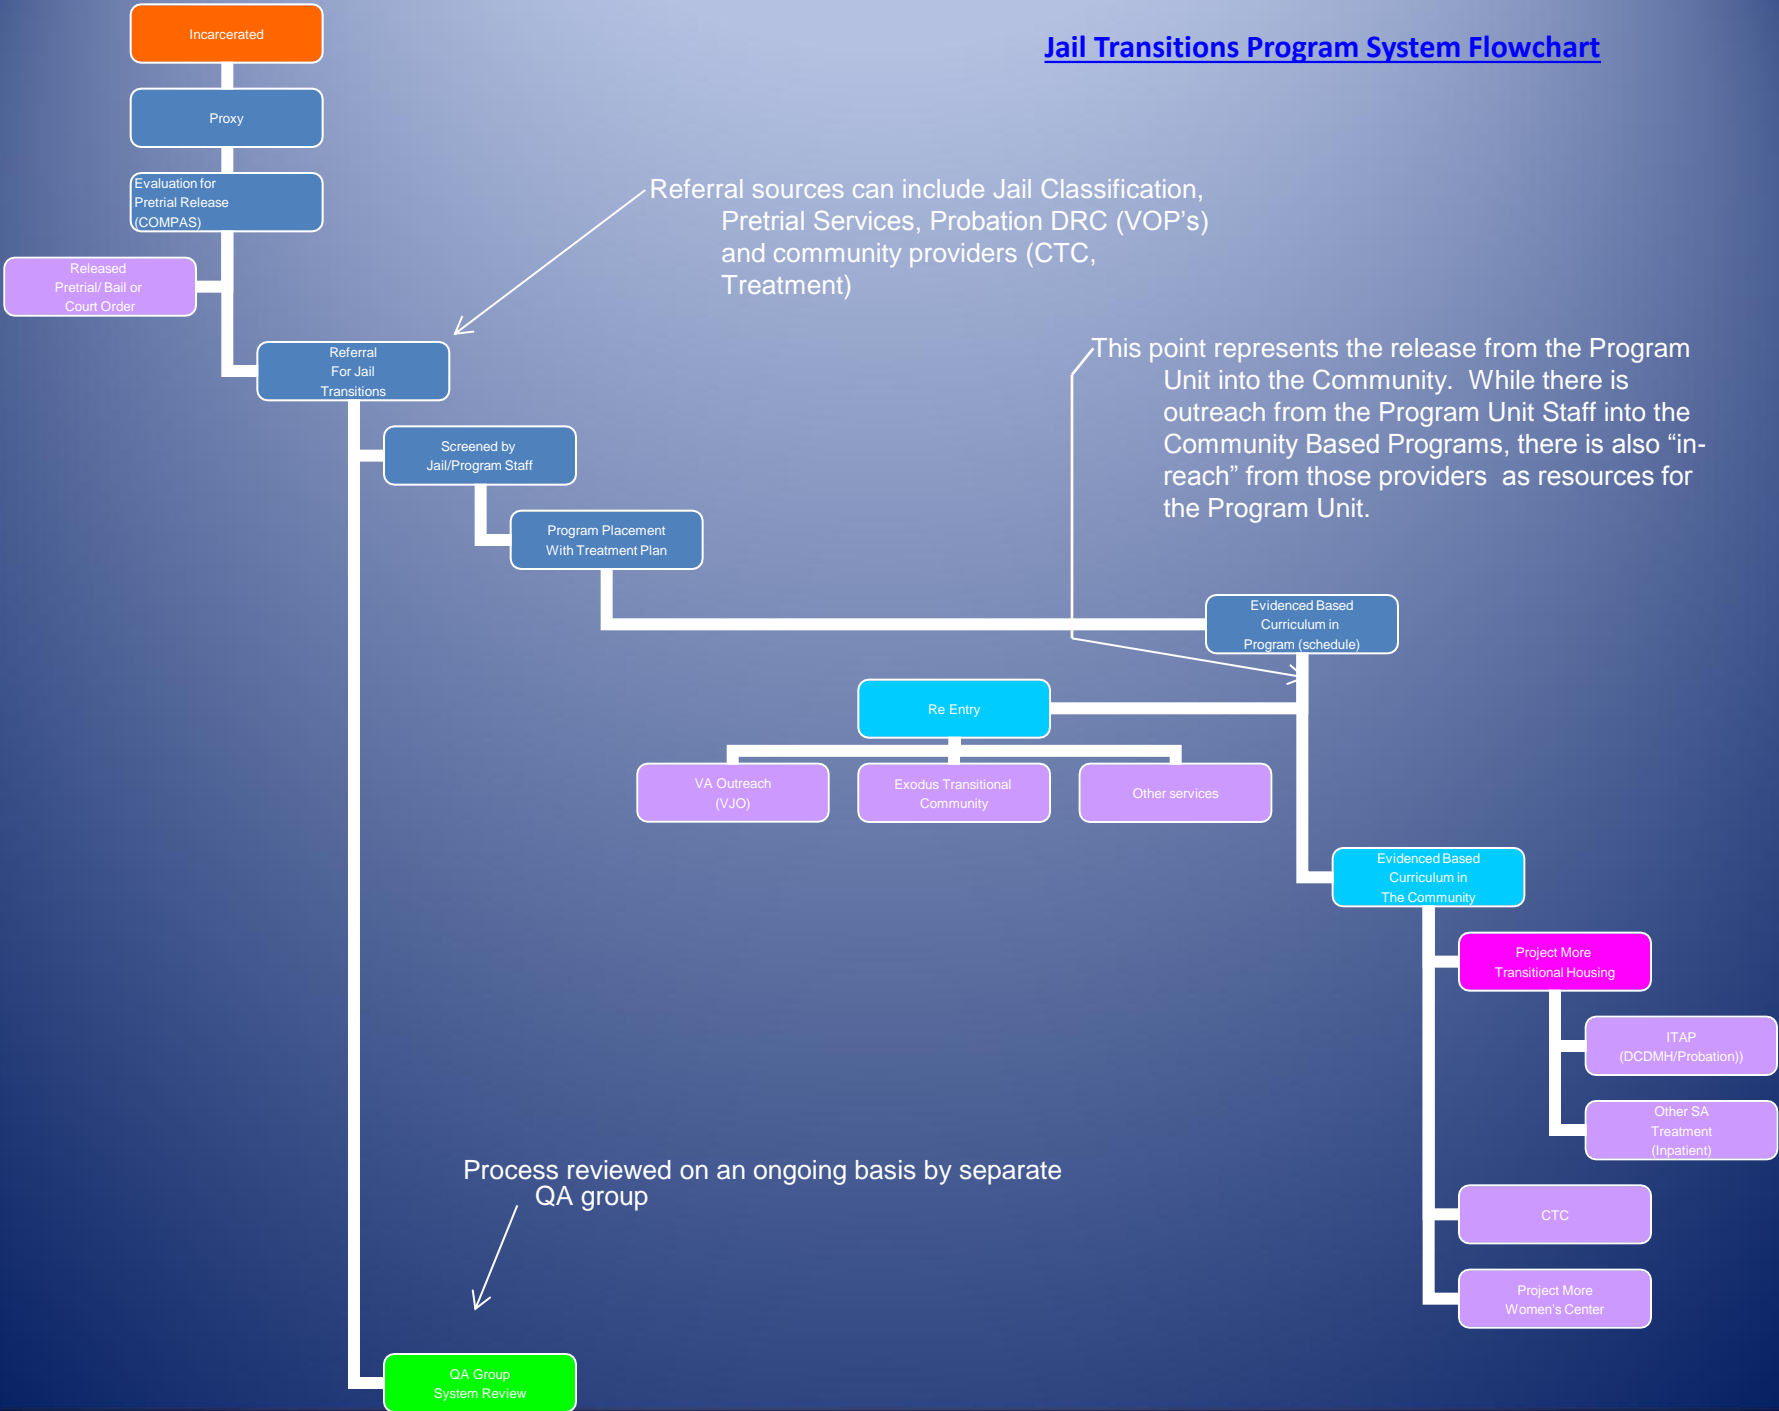 Jail Transitions Program System Flowchart
Incarcerated
Proxy
Evaluation for
Pretrial Release
(COMPAS)
Released
Pretrial/ Bail or
Court Order
Referral sources can include Jail Classification,
Pretrial Services, Probation DRC (VOP’s)
and community providers (CTC,
Treatment)
Referral
For Jail
Transitions
This point represents the release from the Program
Unit into the Community.  While there is
outreach from the Program Unit Staff into the
Community Based Programs, there is also “in-
reach” from those providers  as resources for
the Program Unit.
Screened by
Jail/Program Staff
Program Placement
With Treatment Plan
Evidenced Based
Curriculum in
Program (schedule)
Re Entry
VA Outreach
(VJO)
Exodus Transitional
Community
Other services
Evidenced Based
Curriculum in
The Community
Project More
Transitional Housing
ITAP
(DCDMH/Probation))
Other SA
Treatment
(Inpatient)
CTC
Project More
Women’s Center
Process reviewed on an ongoing basis by separate
QA group
QA Group
System Review